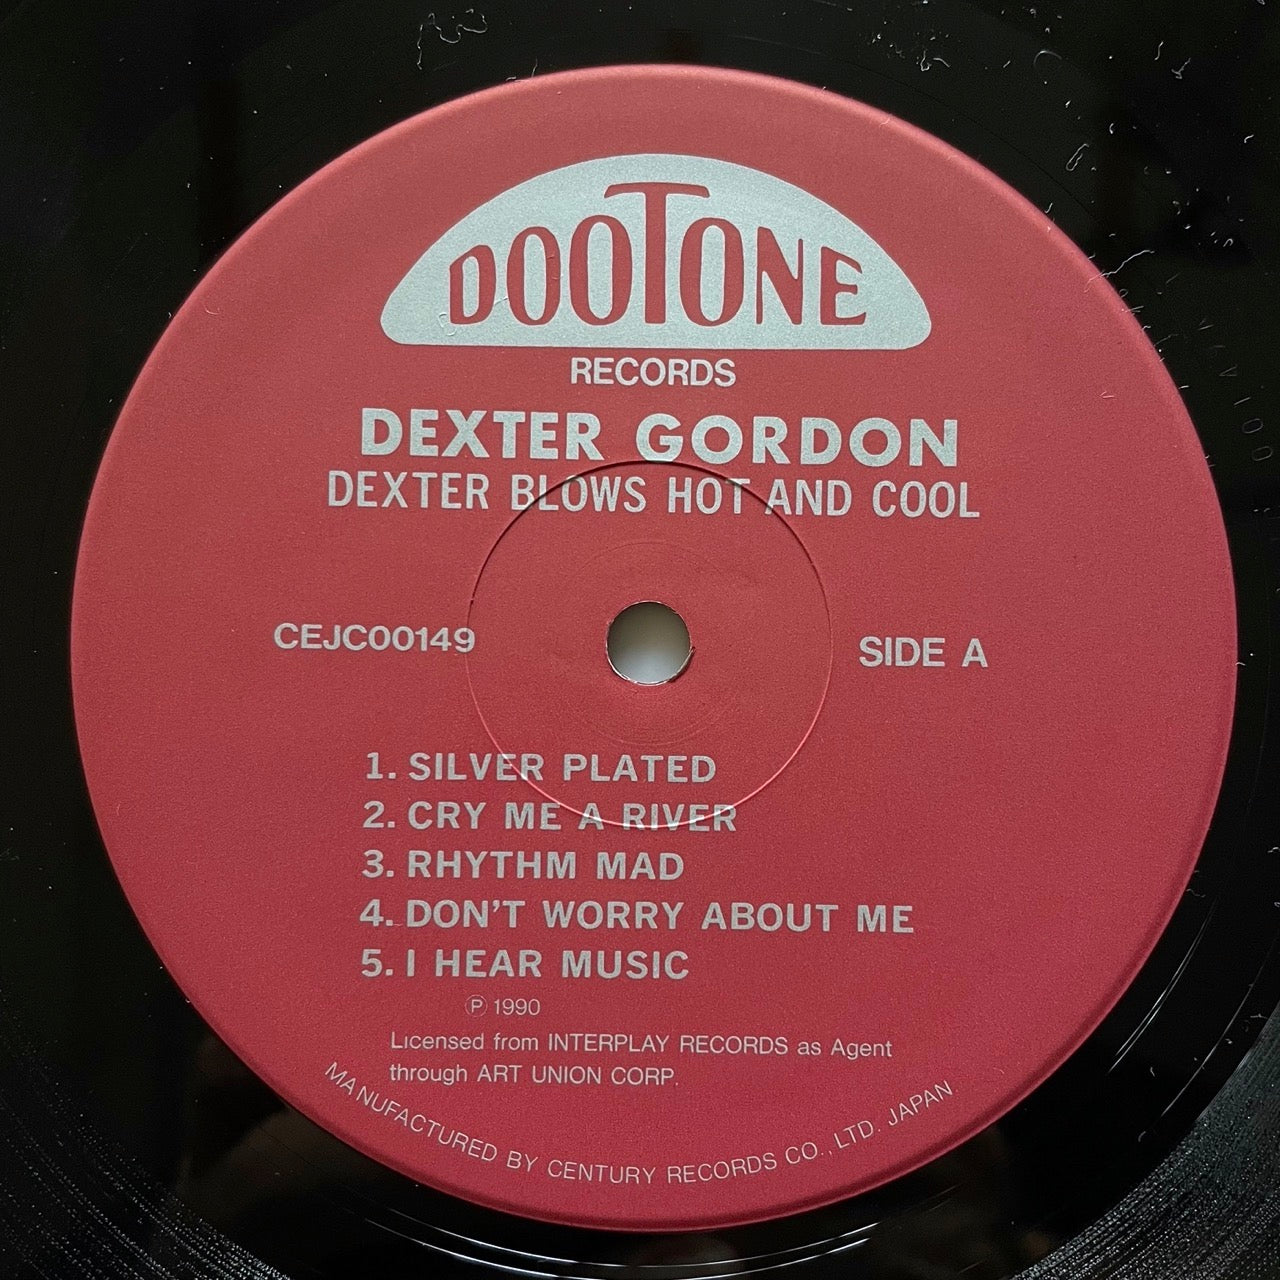 DOOTONE
RECORDS
DEXTER GORDON
DEXTER BLOWS HOT AND COOL
CEJC00149
SIDE A
1. SILVER PLATED
2. CRY ME A RIVER
3. RHYTHM MAD
4. DON'T WORRY ABOUT ME
5. I HEAR MUSIC
Ⓟ 1990
Licensed from INTERPLAY RECORDS as Agent
through ART UNION CORP.
MANUFACTURED BY CENTURY RECORDS CO., LTD. JAPAN